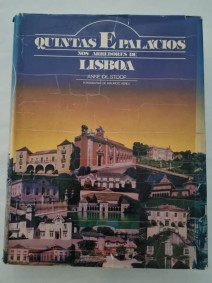 QUINTAS E PALÁCIOS
NOS ARREDORES DE
LISBOA
ANNE DE STOOP